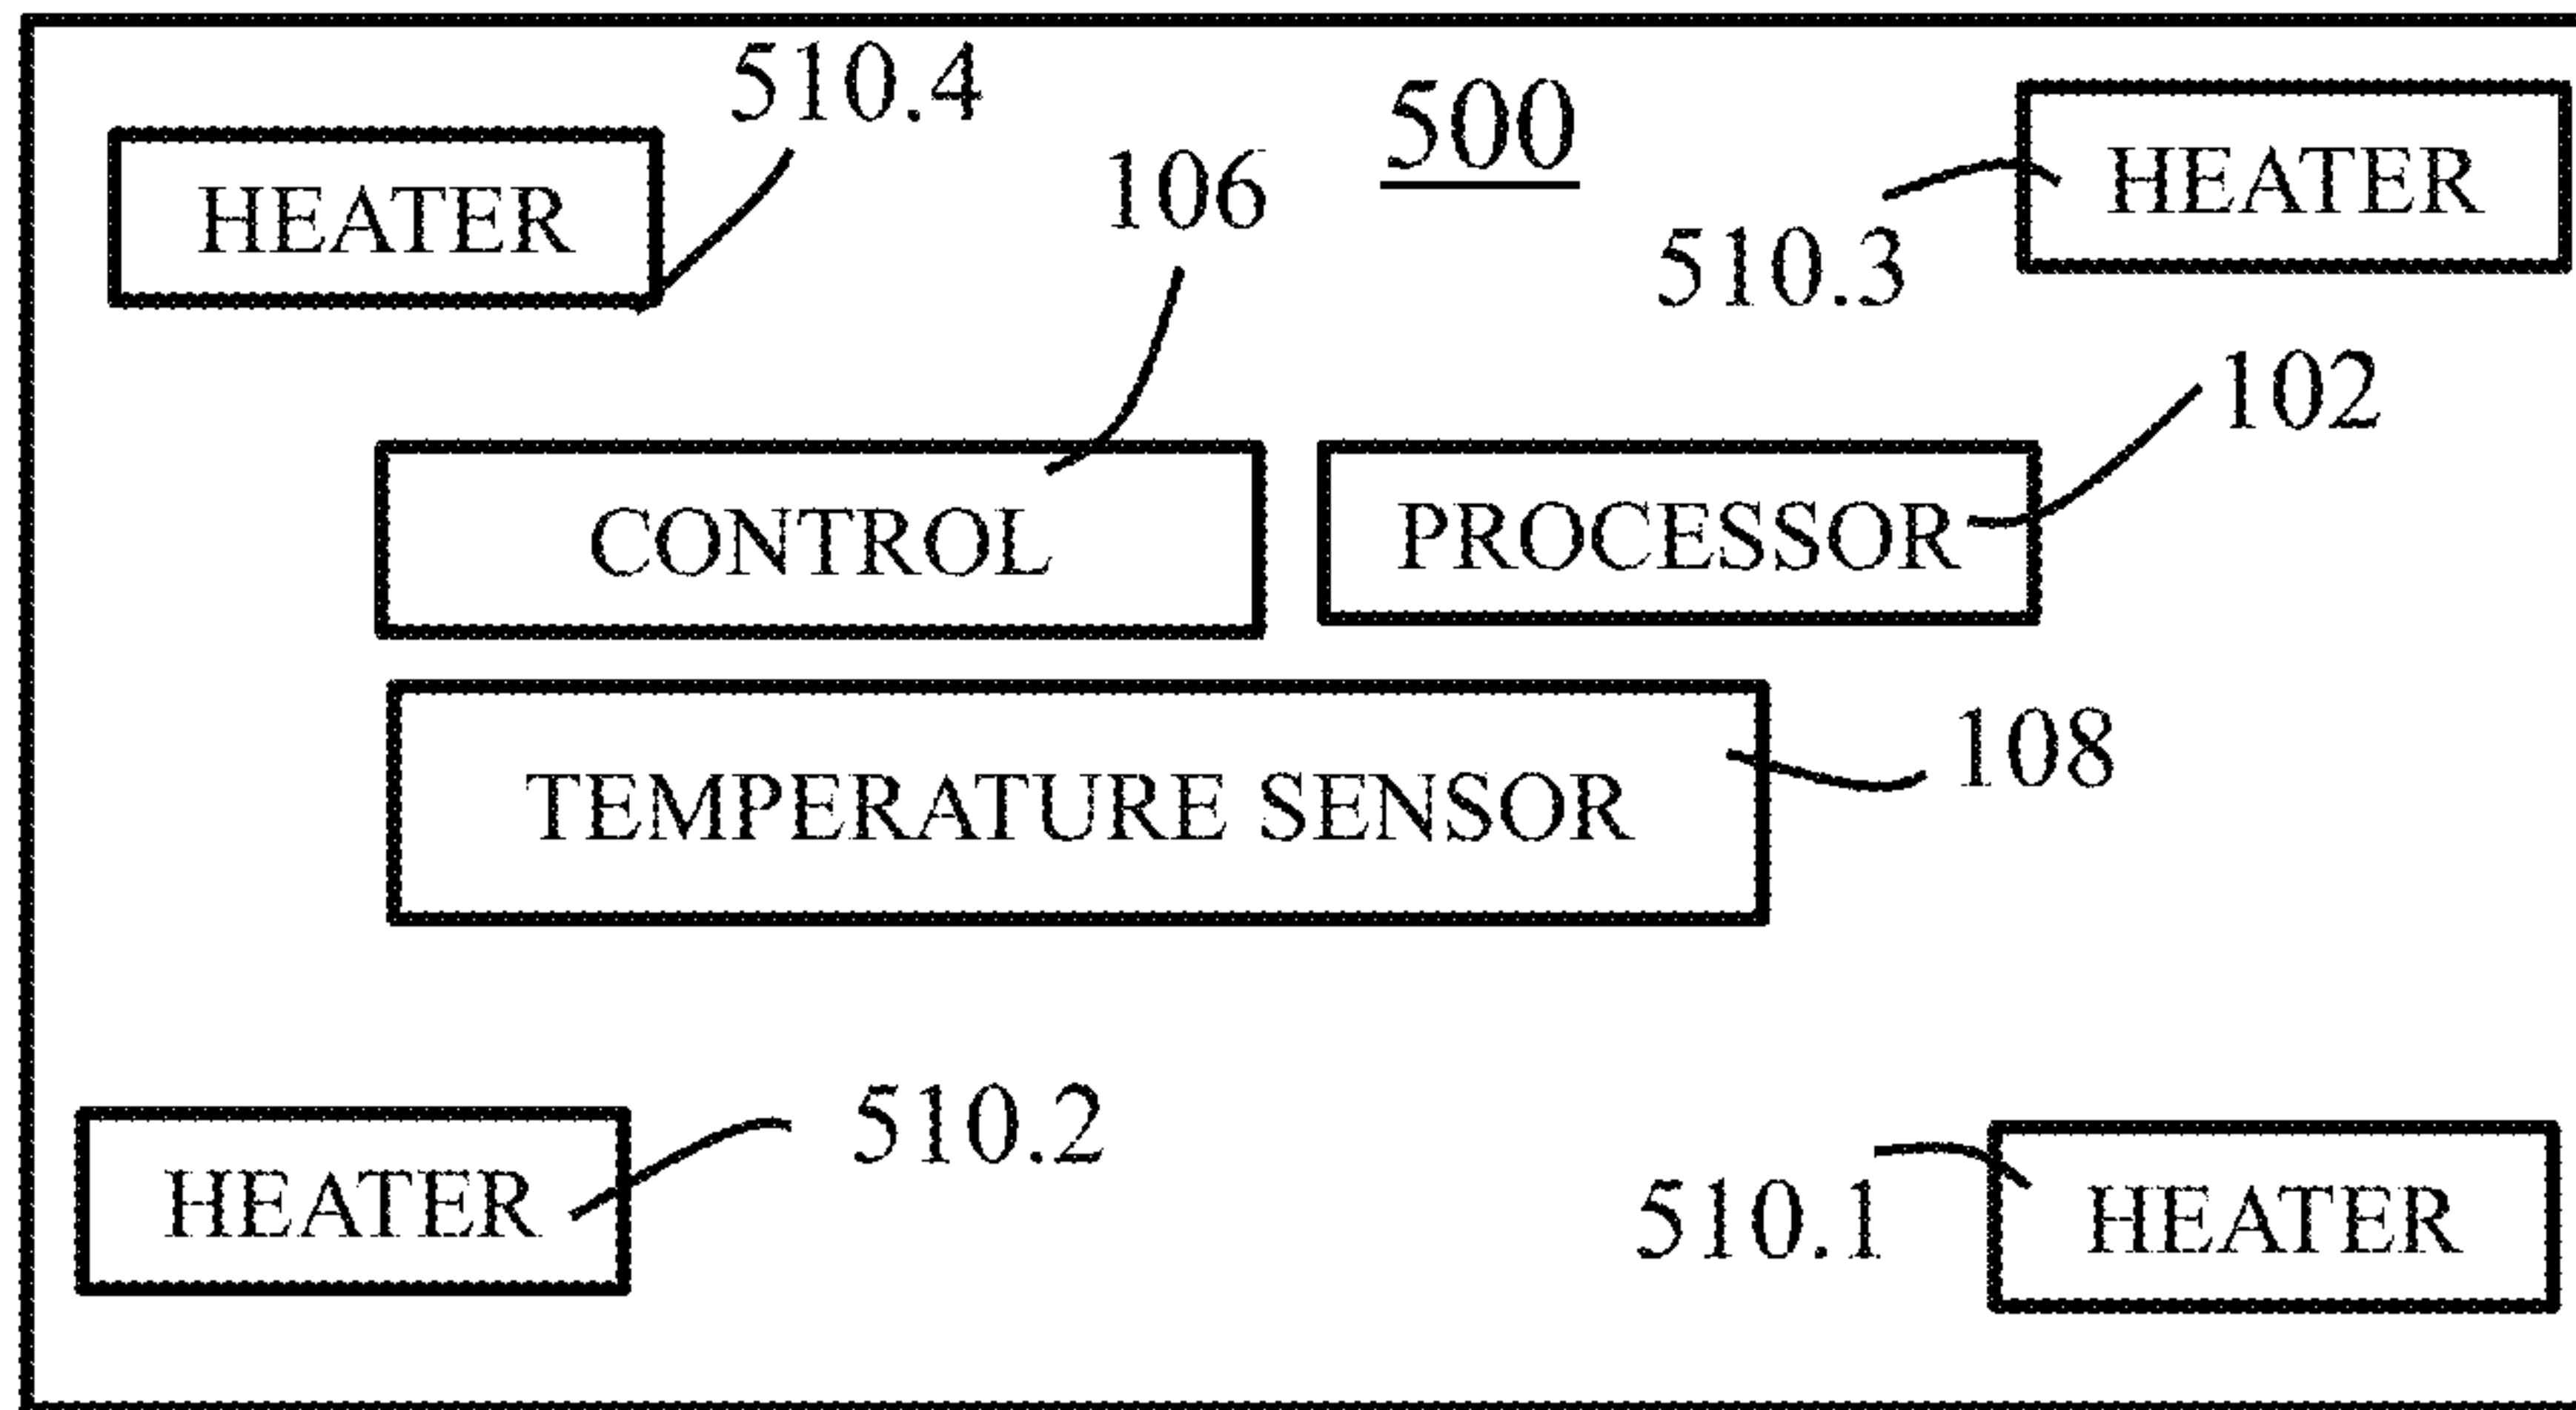 510.4
500
HEATER
106
HEATER
510.3
102
CONTROL
PROCESSOR
108
TEMPERATURE SENSOR
510.2
HEATER
510.1
HEATER